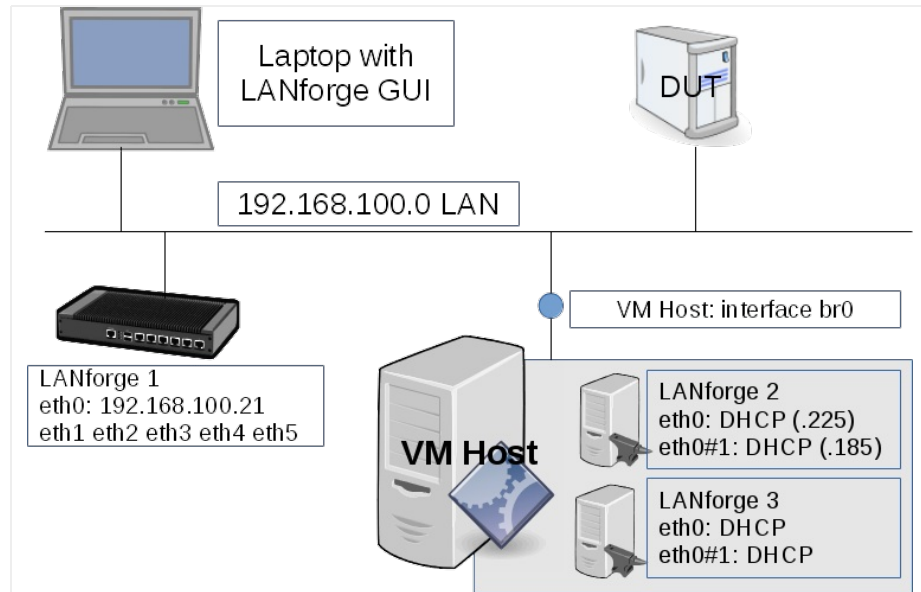 Laptop with
LANforge GUI
DUT
192.168.100.0 LAN
VM Host: interface br0
LANforge 1
eth0: 192.168.100.21
eth1 eth2 eth3 eth4 eth5
VM Host
LANforge 2
eth0: DHCP (.225)
eth0#1: DHCP (.185)
LANforge 3
eth0: DHCP
eth0#1: DHCP